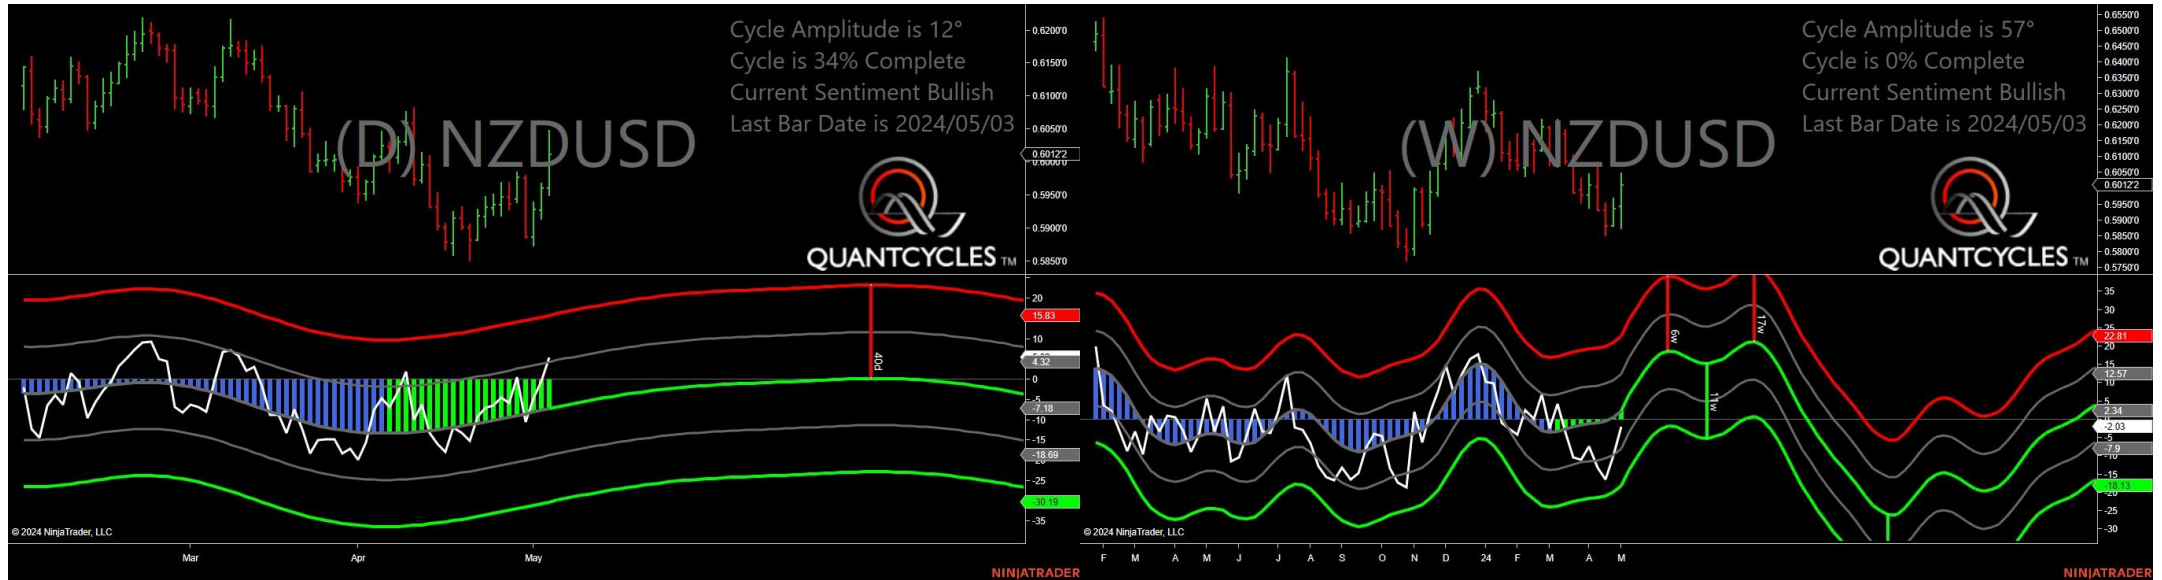 Cycle Amplitude is 12°
Cycle is 34% Complete
Current Sentiment Bullish
Last Bar Date is 2024/05/03
(D) NZDUSD
QUANTCYCLES TM
0.6200'0
0.6150'0
0.6100'0
0.6050'0
0.6012'2
0.6000'0
0.5950'0
0.5900'0
0.5850'0
40d
20
15.83
10
4.32
0
-5
-7.18
-10
-15
-18.69
-25
-30.19
-35
© 2024 NinjaTrader, LLC
Mar Apr May
NINJATRADER
Cycle Amplitude is 57°
Cycle is 0% Complete
Current Sentiment Bullish
Last Bar Date is 2024/05/03
(W) NZDUSD
QUANTCYCLES TM
0.6550'0
0.6500'0
0.6450'0
0.6400'0
0.6350'0
0.6300'0
0.6250'0
0.6200'0
0.6150'0
0.6100'0
0.6050'0
0.6012'2
0.5950'0
0.5900'0
0.5850'0
0.5800'0
0.5750'0
6w
17w
11w
35
30
25
22.81
20
15
12.57
10
5
2.34
-2.03
-5
-7.9
-10
-15
-18.13
-20
-25
-30
© 2024 NinjaTrader, LLC
F M A M J J A S O N D 24 F M A M
NINJATRADER